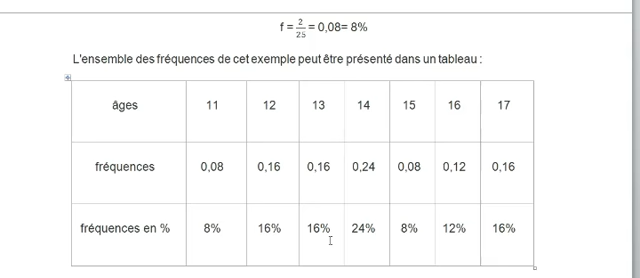 f = 2/25 = 0,08= 8%
L'ensemble des fréquences de cet exemple peut être présenté dans un tableau :
âges 11 12 13 14 15 16 17
fréquences 0,08 0,16 0,16 0,24 0,08 0,12 0,16
fréquences en % 8% 16% 16% 24% 8% 12% 16%